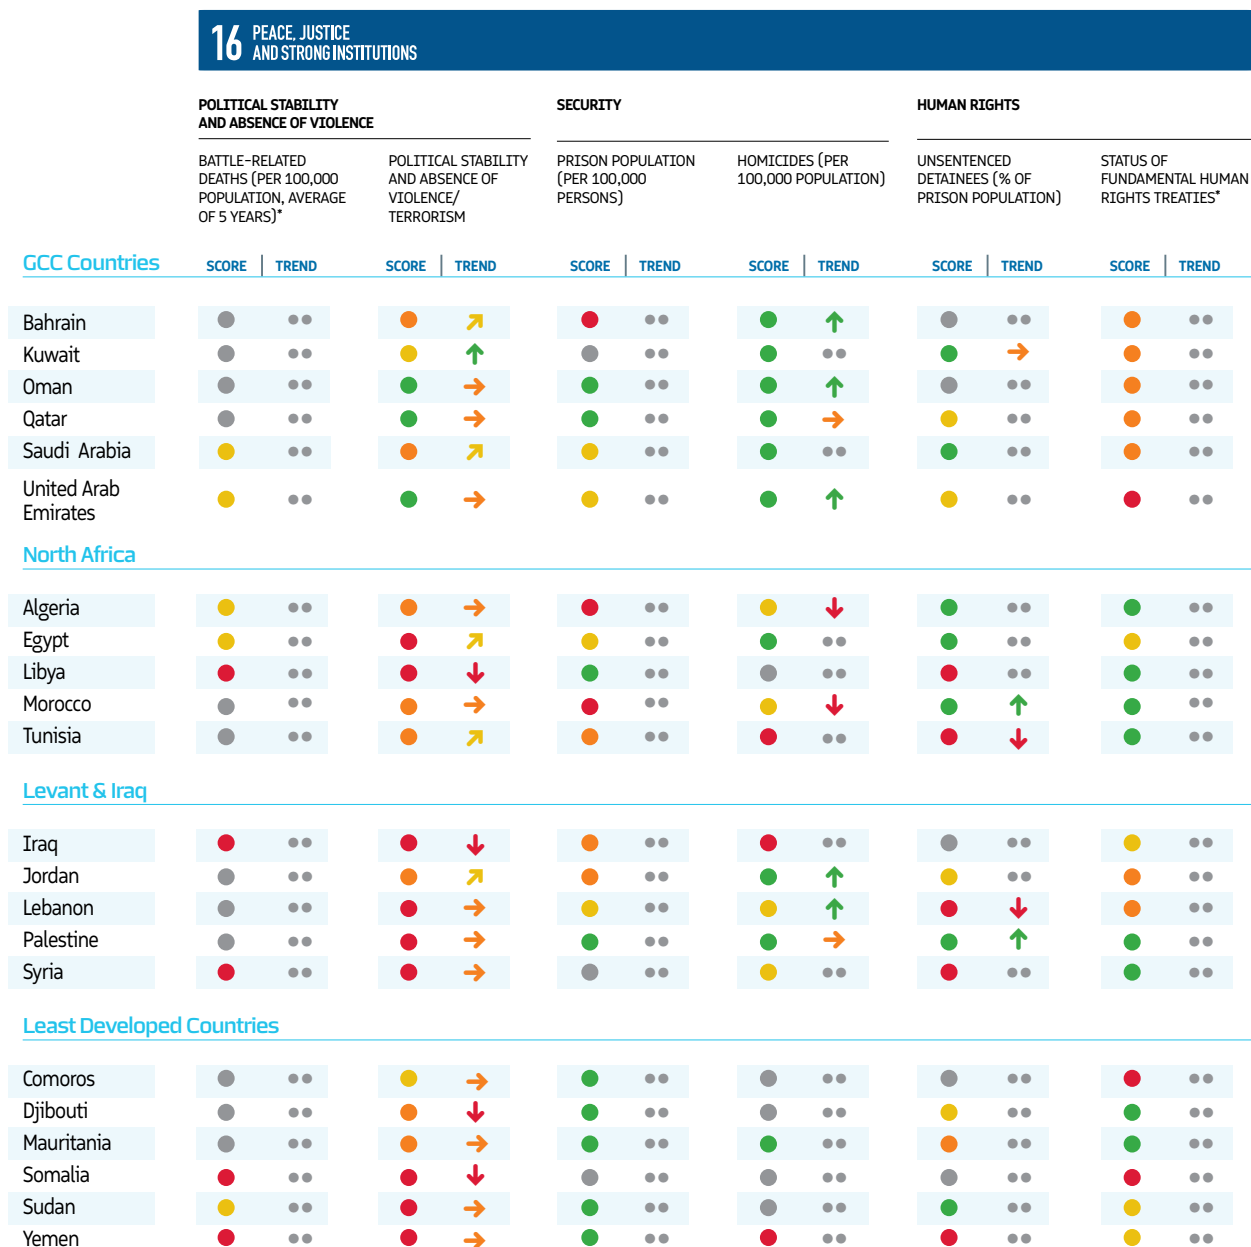 16 PEACE, JUSTICE
AND STRONG INSTITUTIONS
POLITICAL STABILITY
AND ABSENCE OF VIOLENCE
SECURITY
HUMAN RIGHTS
BATTLE-RELATED
DEATHS (PER 100,000
POPULATION, AVERAGE
OF 5 YEARS)*
POLITICAL STABILITY
AND ABSENCE OF
VIOLENCE/
TERRORISM
PRISON POPULATION
(PER 100,000
PERSONS)
HOMICIDES (PER
100,000 POPULATION)
UNSENTENCED
DETAINEES (% OF
PRISON POPULATION)
STATUS OF
FUNDAMENTAL HUMAN
RIGHTS TREATIES*
GCC Countries SCORE | TREND SCORE | TREND SCORE | TREND SCORE | TREND SCORE | TREND SCORE | TREND
Bahrain
Kuwait
Oman
Qatar
Saudi Arabia
United Arab
Emirates
North Africa
Algeria
Egypt
Libya
Morocco
Tunisia
Levant & Iraq
Iraq
Jordan
Lebanon
Palestine
Syria
Least Developed Countries
Comoros
Djibouti
Mauritania
Somalia
Sudan
Yemen